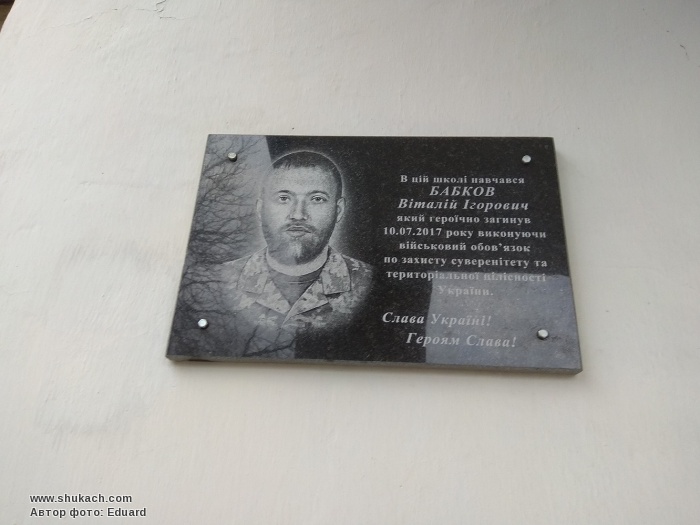 В цій школі навчався
БАБКОВ
Віталій Ігорович
який героїчно загинув
10.07.2017 року виконуючи
військовий обов'язок
по захисту суверенітету та
територіальної цілісності
України.
Слава Україні!
Героям Слава!
www.shukach.com
Автор фото: Eduard